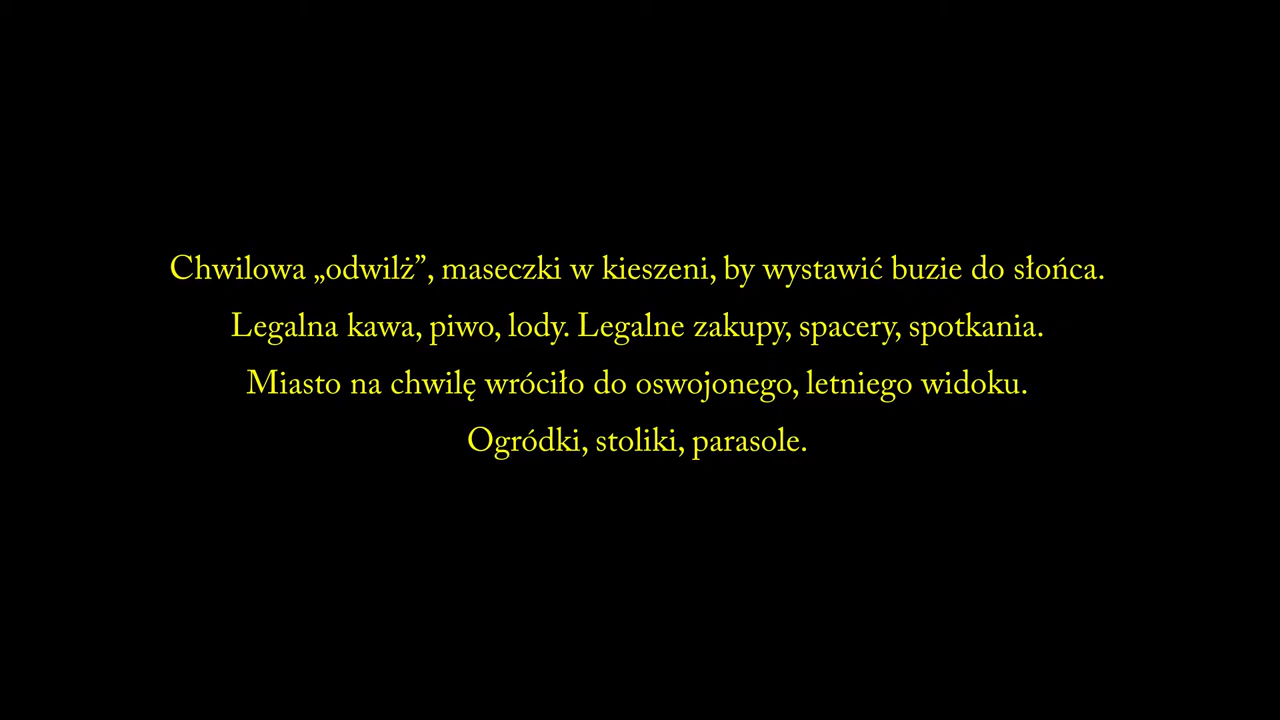 Chwilowa „odwilż”, maseczki w kieszeni, by wystawić buzie do słońca.
Legalna kawa, piwo, lody. Legalne zakupy, spacery, spotkania.
Miasto na chwilę wróciło do oswojonego, letniego widoku.
Ogródki, stoliki, parasole.